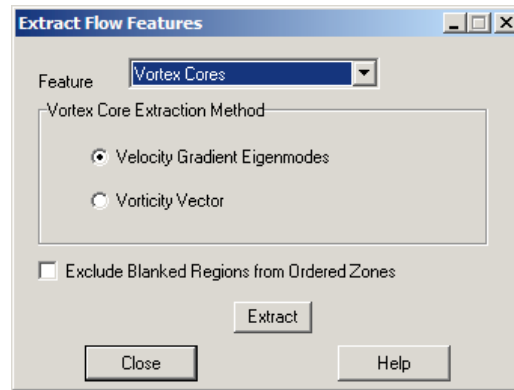 Extract Flow Features
Feature Vortex Cores
Vortex Core Extraction Method
Velocity Gradient Eigenmodes
Vorticity Vector
Exclude Blanked Regions from Ordered Zones
Extract
Close Help